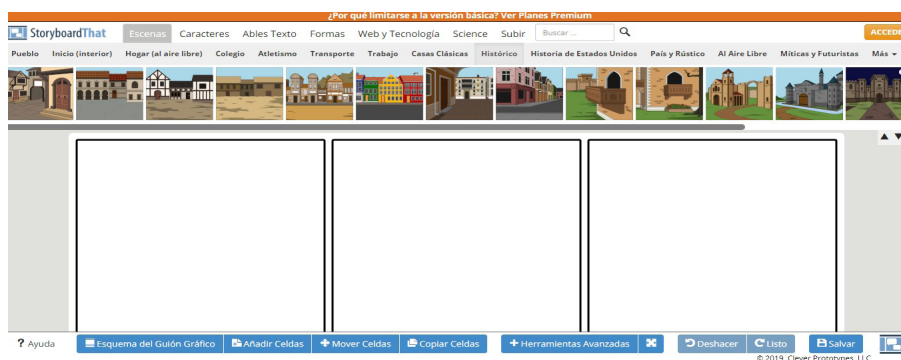 ¿Por qué limitarse a la versión básica? Ver Planes Premium
StoryboardThat Escenas Caracteres Ables Texto Formas Web y Tecnología Science Subir Buscar ... ACCEDE
Pueblo Inicio (interior) Hogar (al aire libre) Colegio Atletismo Transporte Trabajo Casas Clásicas Histórico Historia de Estados Unidos País y Rústico Al Aire Libre Míticas y Futuristas Más
? Ayuda Esquema del Guión Gráfico Añadir Celdas Mover Celdas Copiar Celdas Herramientas Avanzadas Deshacer Listo Salvar
© 2019 Clever Prototypes, LLC